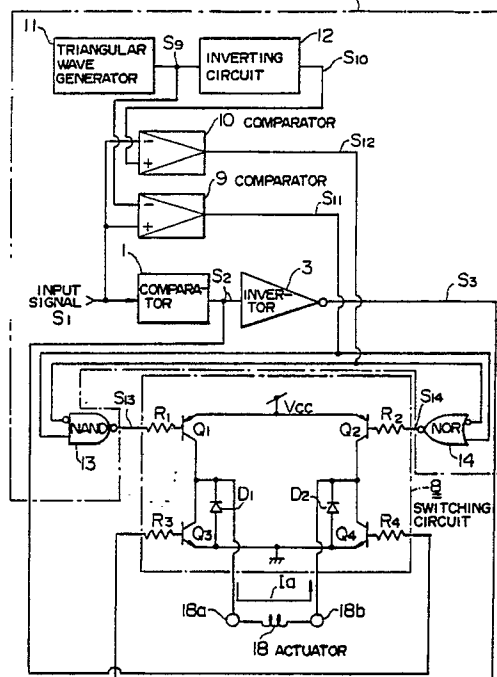 11
TRIANGULAR
WAVE
GENERATOR
S9
12
INVERTING
CIRCUIT
S10
-
+
10 COMPARATOR
S12
-
+
9 COMPARATOR
S11
INPUT
SIGNAL
S1
1
COMPARA-
TOR
S2
INVER-
TOR
3
S3
NAND
13
S13
R1
Q1
Vcc
Q2
R2
S14
NOR
14
D1
D2
8
SWITCHING
CIRCUIT
R3
Q3
Q4
R4
Ia
18a
18b
18 ACTUATOR